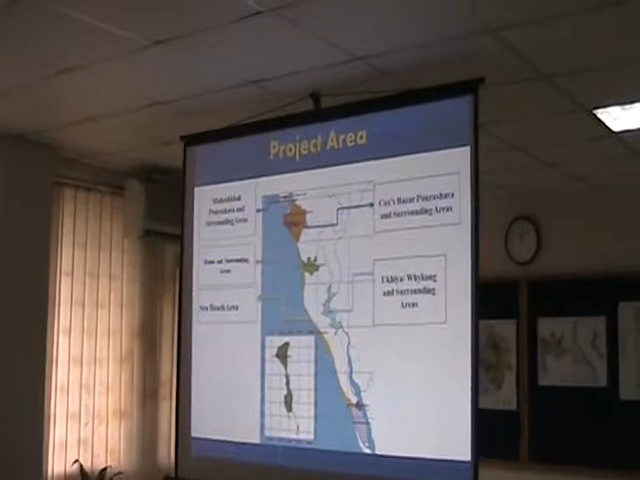 Project Area
Pourashava and
Surrounding Areas
Cox's Bazar Pourashava
and Surrounding Areas
and Surrounding
Areas
Sea Beach Area
Ukhiya/ Whykong
and Surrounding
Areas